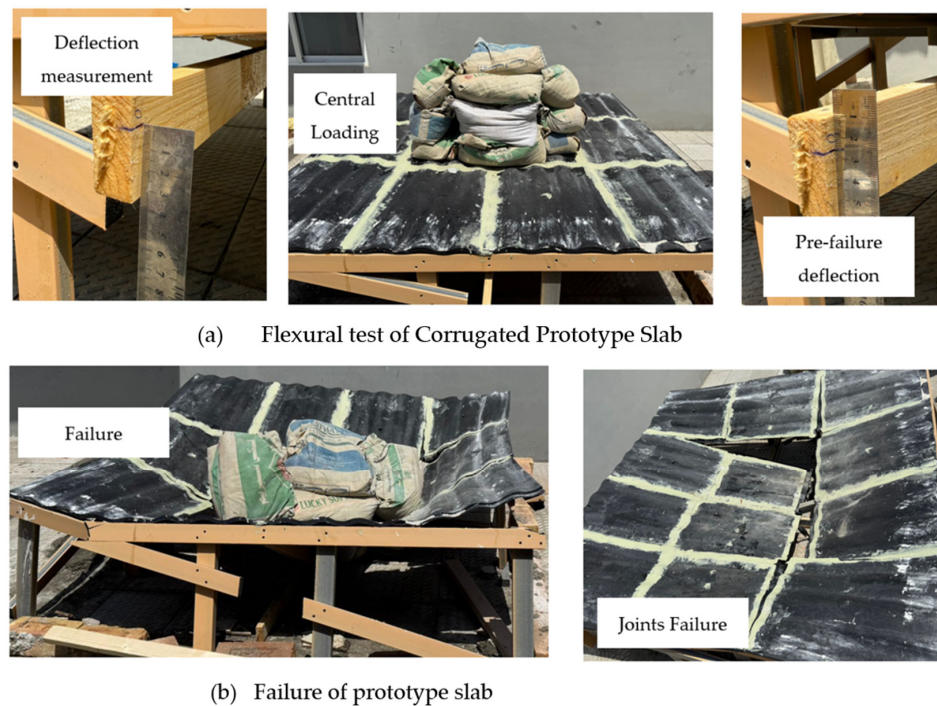 Deflection
measurement
Central
Loading
Pre-failure
deflection
(a) Flexural test of Corrugated Prototype Slab
Failure
LUCKY
Joints Failure
(b) Failure of prototype slab